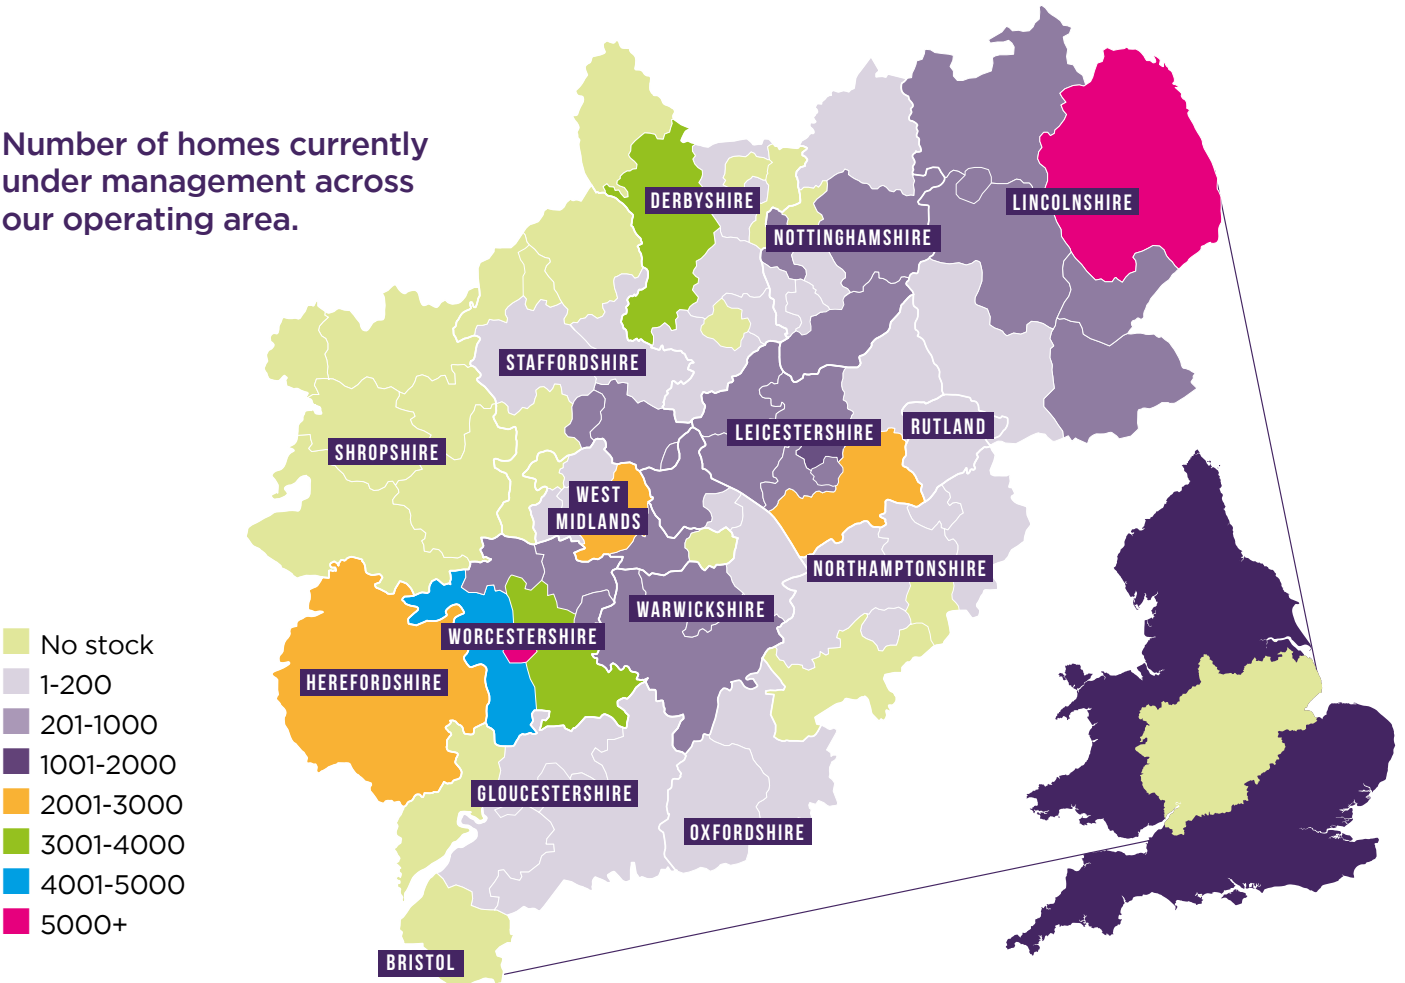 Number of homes currently
under management across
our operating area.
DERBYSHIRE
LINCOLNSHIRE
NOTTINGHAMSHIRE
STAFFORDSHIRE
RUTLAND
LEICESTERSHIRE
SHROPSHIRE
WEST
MIDLANDS
NORTHAMPTONSHIRE
WARWICKSHIRE
WORCESTERSHIRE
HEREFORDSHIRE
GLOUCESTERSHIRE
OXFORDSHIRE
BRISTOL
No stock
1-200
201-1000
1001-2000
2001-3000
3001-4000
4001-5000
5000+